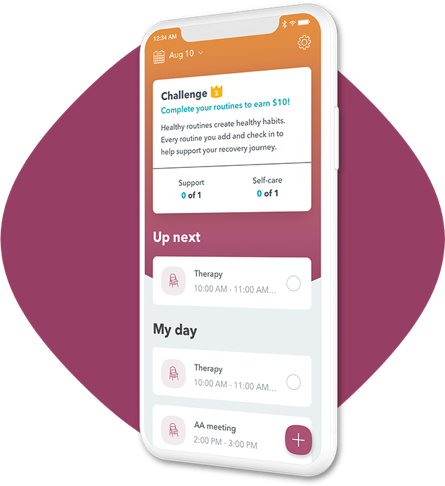 12:34 AM
Aug 10
Challenge 2
Complete your routines to earn $10!
Healthy routines create healthy habits.
Every routine you add and check in to
help support your recovery journey.
Support Self-care
0 of 1 0 of 1
Up next
Therapy
10:00 AM - 11:00 AM...
My day
Therapy
10:00 AM - 11:00 AM...
AA meeting
2:00 PM - 3:00 PM